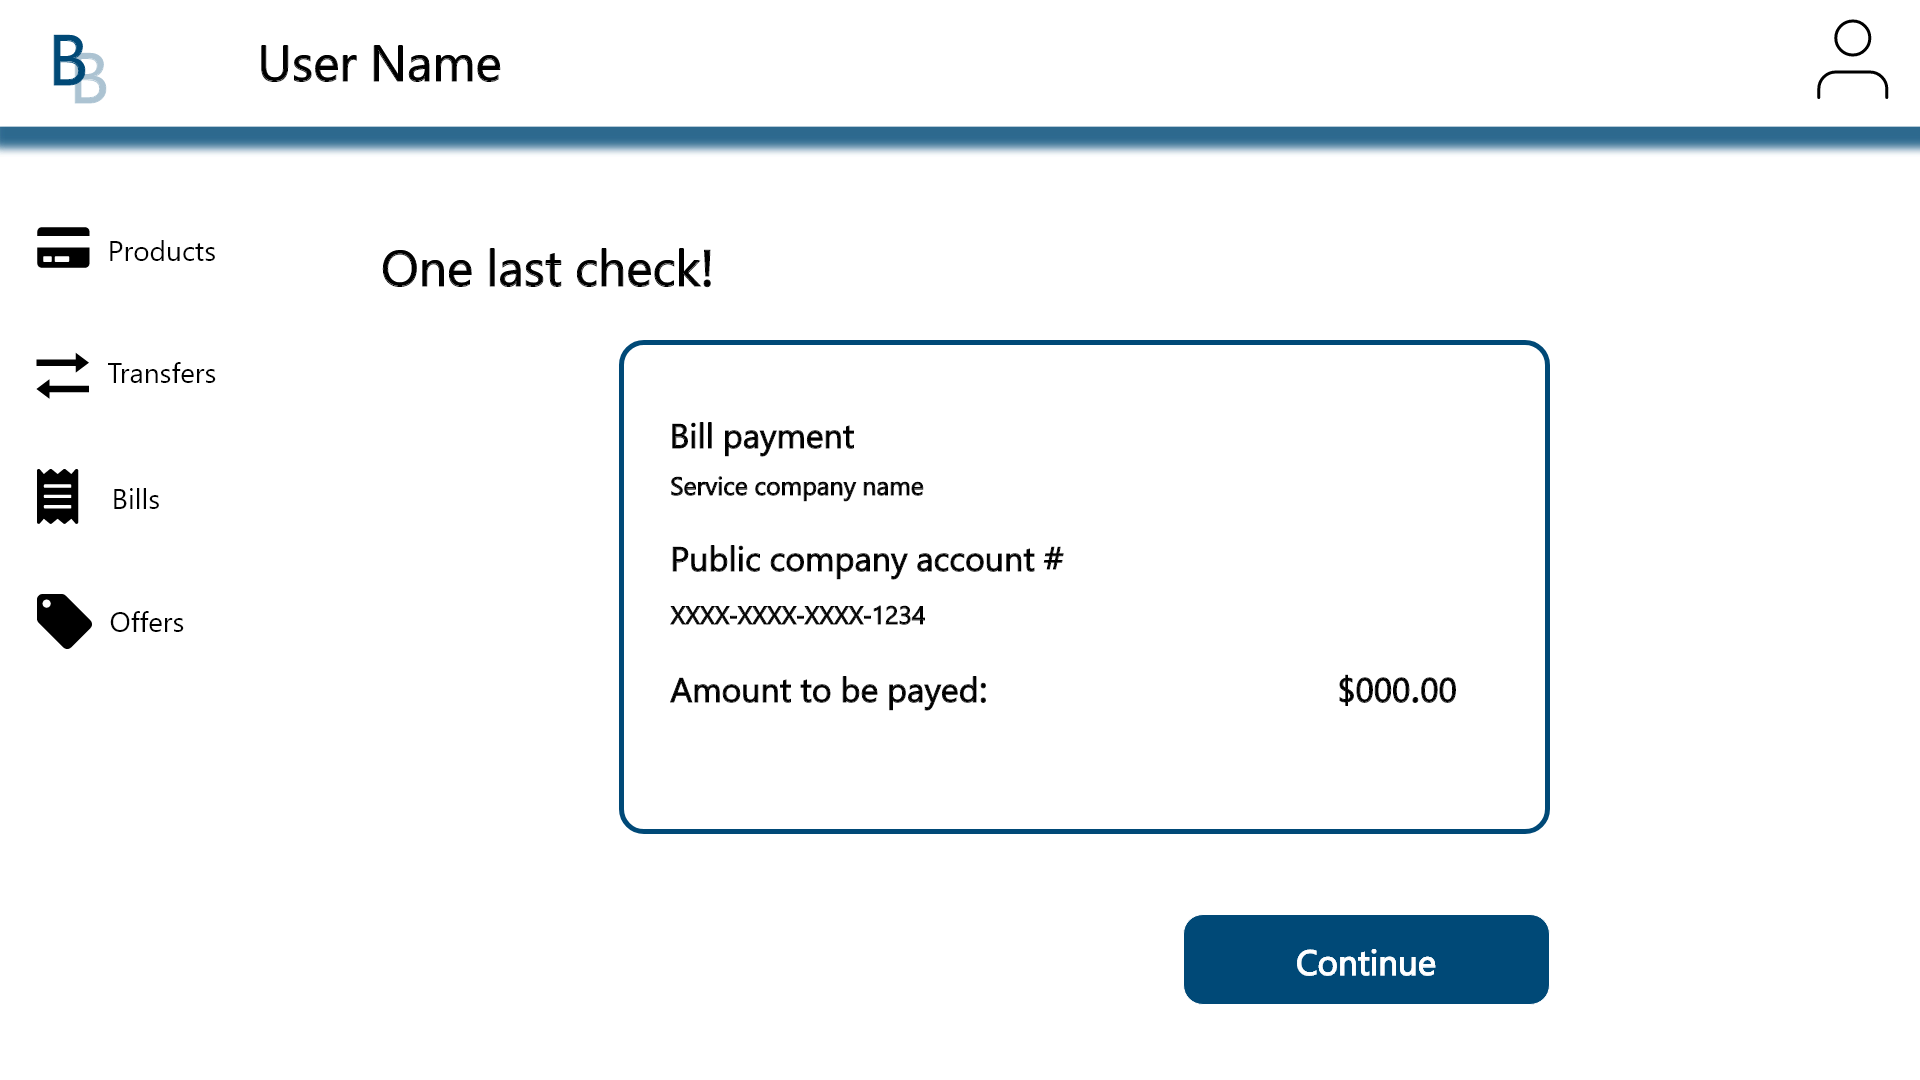 BB
User Name
Products
Transfers
Bills
Offers
One last check!
Bill payment
Service company name
Public company account #
XXXX-XXXX-XXXX-1234
Amount to be payed: $000.00
Continue